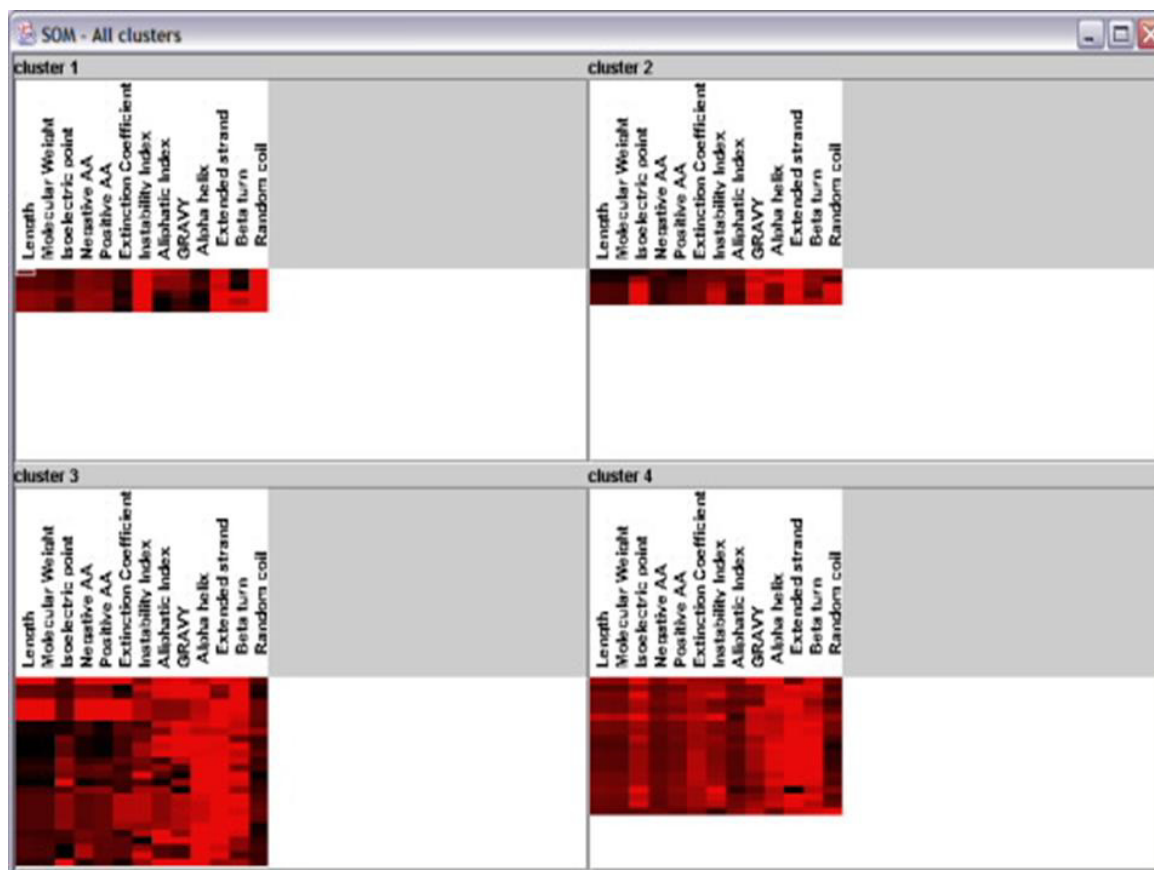 SOM - All clusters
cluster 1
Length
Molecular Weight
Isoelectric point
Negative AA
Positive AA
Extinction Coefficient
Instability Index
Aliphatic Index
GRAVY
Alpha helix
Extended strand
Beta turn
Random coil
cluster 2
Length
Molecular Weight
Isoelectric point
Negative AA
Positive AA
Extinction Coefficient
Instability Index
Aliphatic Index
GRAVY
Alpha helix
Extended strand
Beta turn
Random coil
cluster 3
Length
Molecular Weight
Isoelectric point
Negative AA
Positive AA
Extinction Coefficient
Instability Index
Aliphatic Index
GRAVY
Alpha helix
Extended strand
Beta turn
Random coil
cluster 4
Length
Molecular Weight
Isoelectric point
Negative AA
Positive AA
Extinction Coefficient
Instability Index
Aliphatic Index
GRAVY
Alpha helix
Extended strand
Beta turn
Random coil